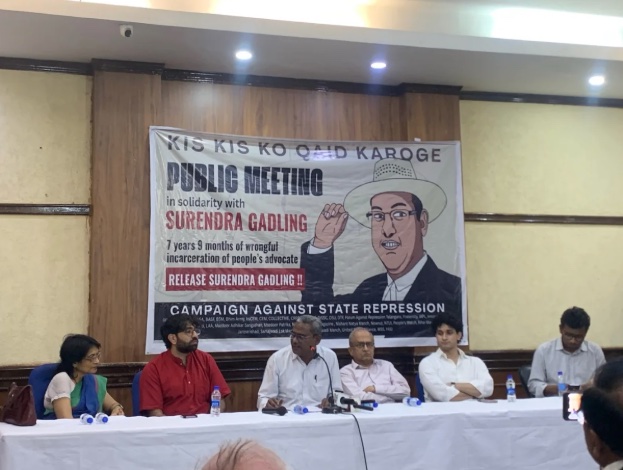 KIS KIS KO QAID KAROGE
PUBLIC MEETING
in solidarity with
SURENDRA GADLING
7 years 9 months of wrongful
incarceration of people's advocate
RELEASE SURENDRA GADLING !!
CAMPAIGN AGAINST STATE REPRESSION